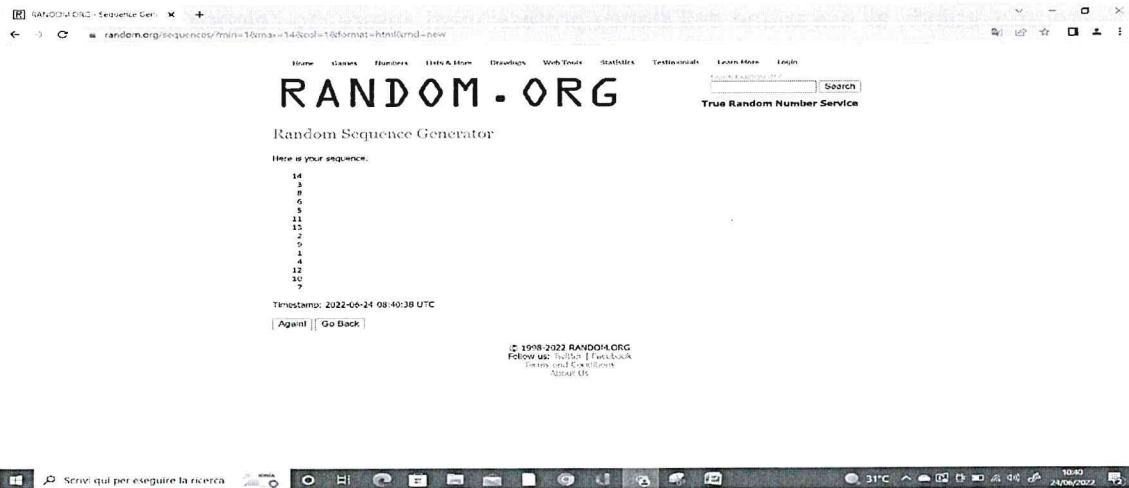 RANDOM.ORG - Sequence Gen
random.org/sequences/?min=1&max=14&col=1&format=html&rnd=new
Home Games Numbers Lists & More Drawings Web Tools Statistics Testimonials Learn More Login
RANDOM.ORG
Search
True Random Number Service
Random Sequence Generator
Here is your sequence:
14
3
8
6
5
11
13
2
9
1
4
12
10
7
Timestamp: 2022-06-24 08:40:38 UTC
Again! Go Back
© 1998-2022 RANDOM.ORG
Follow us: Twitter | Facebook
Terms and Conditions
About Us
Scrivi qui per eseguire la ricerca
31°C
10:40
24/06/2022